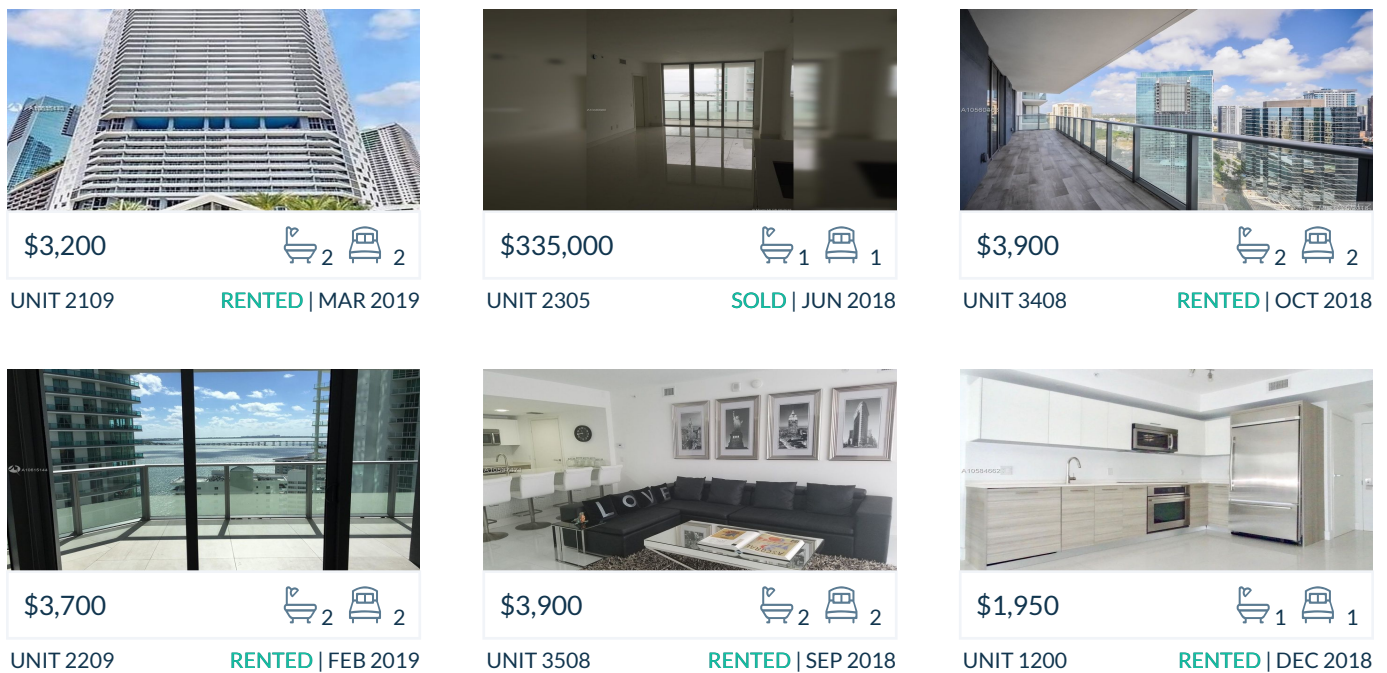 $3,200 2 2
UNIT 2109 RENTED | MAR 2019
$335,000 1 1
UNIT 2305 SOLD | JUN 2018
$3,900 2 2
UNIT 3408 RENTED | OCT 2018
$3,700 2 2
UNIT 2209 RENTED | FEB 2019
LOVE
$3,900 2 2
UNIT 3508 RENTED | SEP 2018
A10564662
$1,950 1 1
UNIT 1200 RENTED | DEC 2018